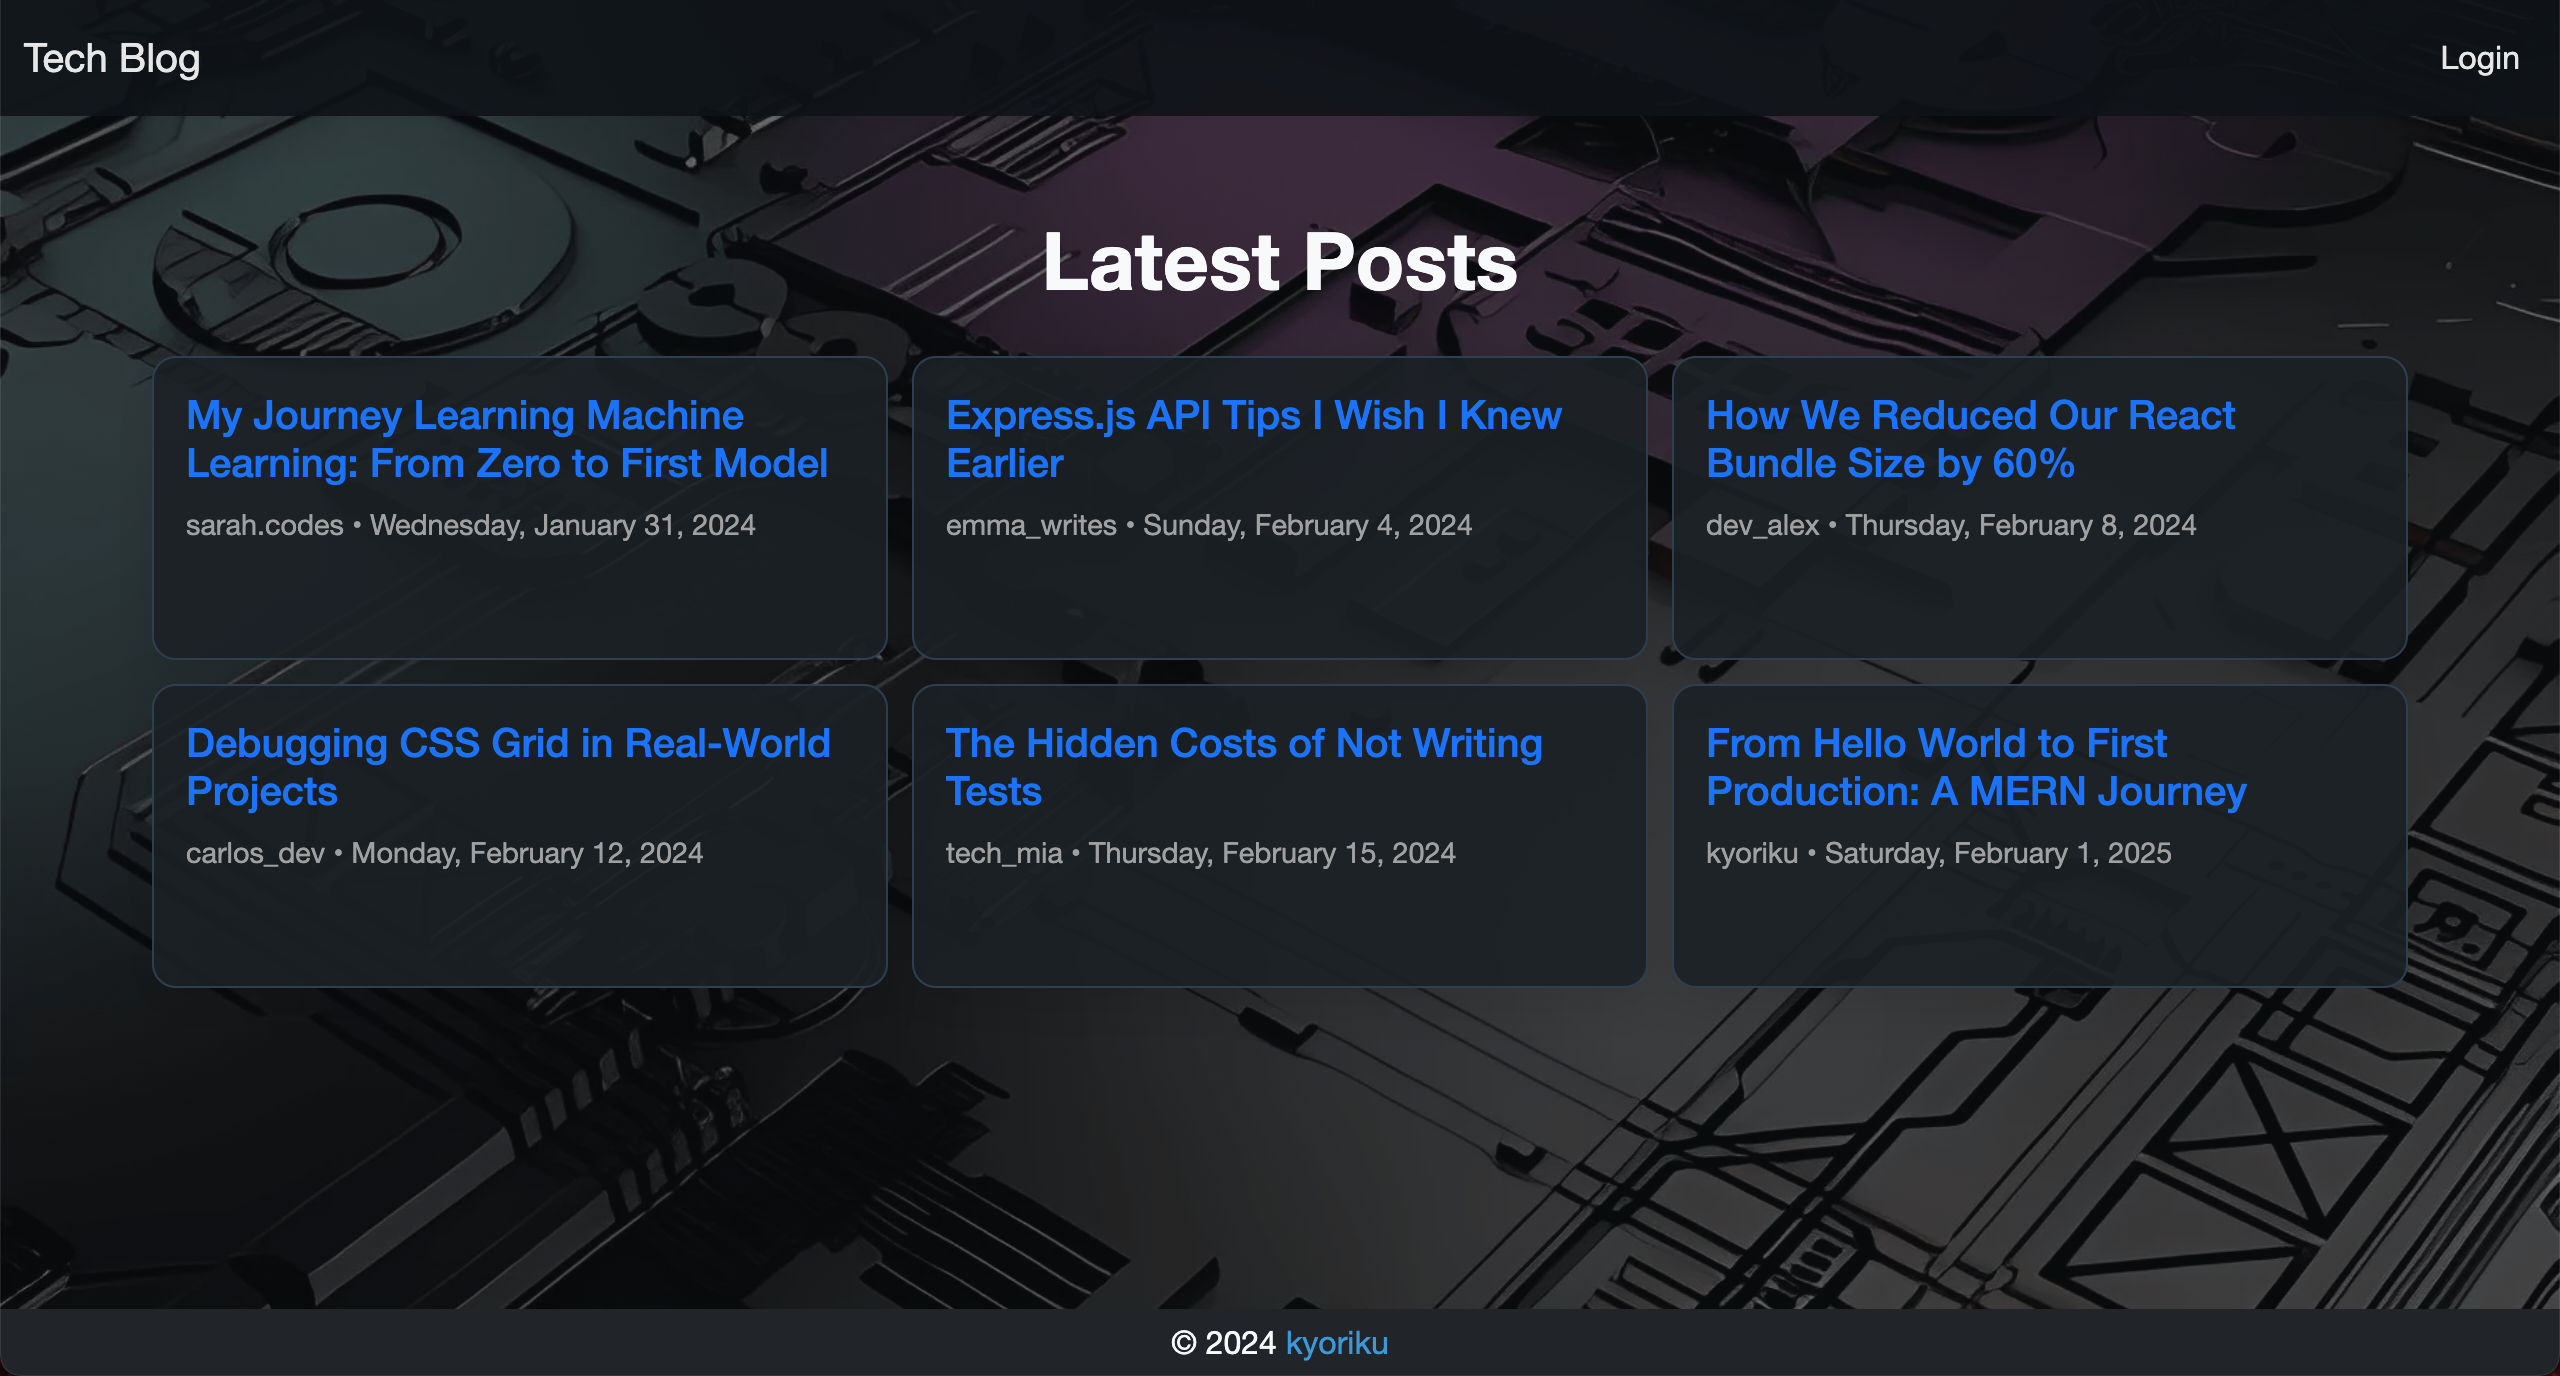 Tech Blog
Login
Latest Posts
My Journey Learning Machine
Learning: From Zero to First Model
sarah.codes • Wednesday, January 31, 2024
Express.js API Tips I Wish I Knew
Earlier
emma_writes • Sunday, February 4, 2024
How We Reduced Our React
Bundle Size by 60%
dev_alex • Thursday, February 8, 2024
Debugging CSS Grid in Real-World
Projects
carlos_dev • Monday, February 12, 2024
The Hidden Costs of Not Writing
Tests
tech_mia • Thursday, February 15, 2024
From Hello World to First
Production: A MERN Journey
kyoriku • Saturday, February 1, 2025
© 2024 kyoriku